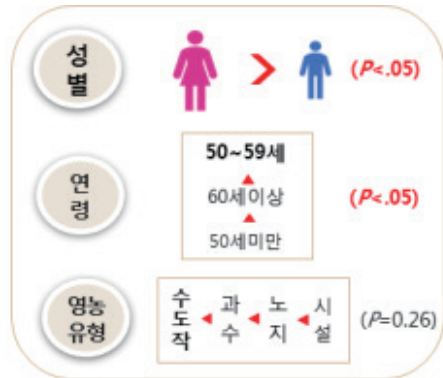 성별
(P<.05)
연령
50~59세
60세이상
50세미만
(P<.05)
영농
유형
수도작
과수
노지
시설
(P=0.26)